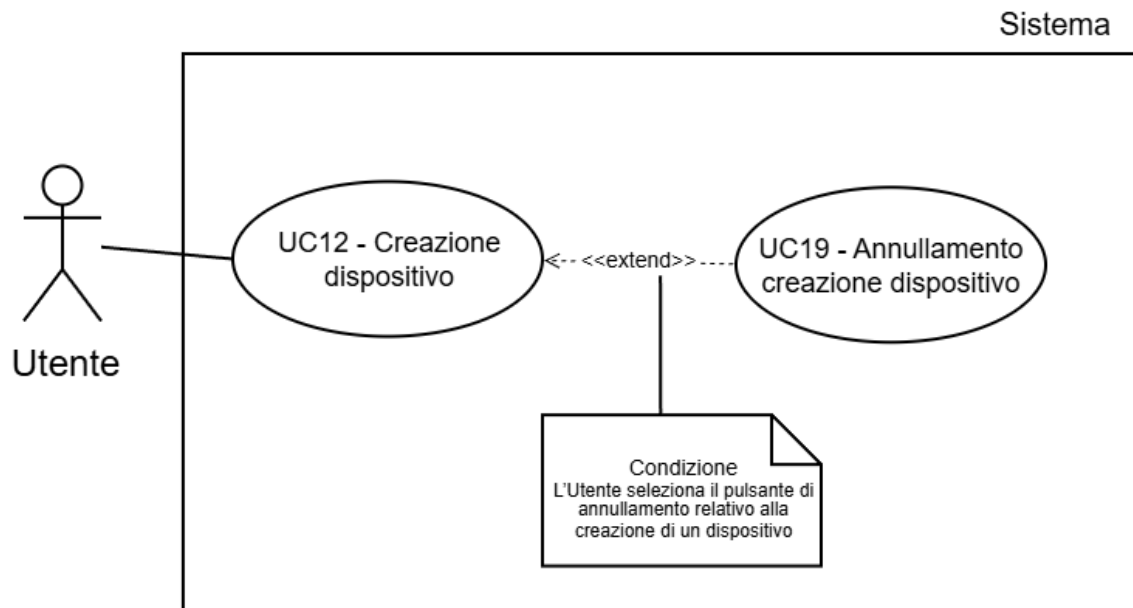 Sistema
Utente
UC12 - Creazione
dispositivo
<<extend>>
UC19 - Annullamento
creazione dispositivo
Condizione
L'Utente seleziona il pulsante di
annullamento relativo alla
creazione di un dispositivo